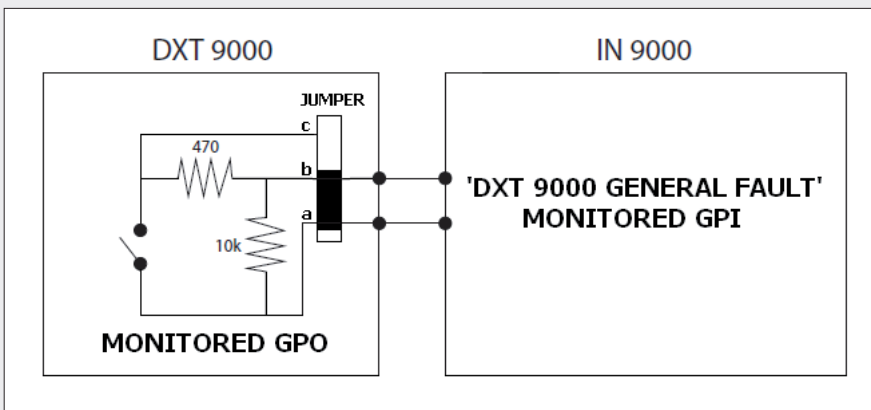 DXT 9000
IN 9000
JUMPER
c
470
b
a
10k
'DXT 9000 GENERAL FAULT'
MONITORED GPI
MONITORED GPO